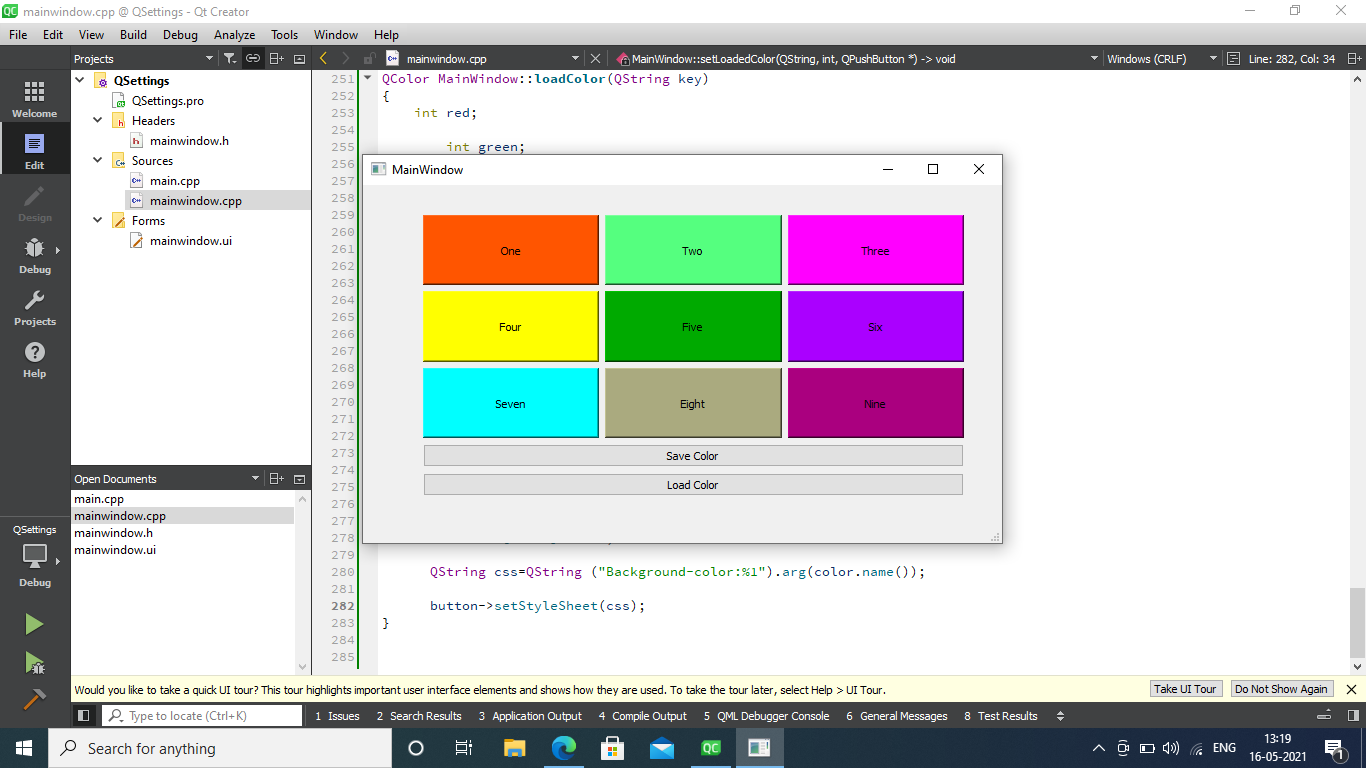 QC mainwindow.cpp @ QSettings - Qt Creator
File Edit View Build Debug Analyze Tools Window Help
Projects
mainwindow.cpp
MainWindow::setLoadedColor(QString, int, QPushButton *) -> void
Windows (CRLF)
Line: 282, Col: 34
Welcome
Edit
Design
Debug
Projects
Help
QSettings
QSettings.pro
Headers
mainwindow.h
Sources
main.cpp
mainwindow.cpp
Forms
mainwindow.ui
Open Documents
main.cpp
mainwindow.cpp
mainwindow.h
mainwindow.ui
QSettings
Debug
251 QColor MainWindow::loadColor(QString key)
252 {
253 int red;
254
255 int green;
256
257
258
259
260
261
262
263
264
265
266
267
268
269
270
271
272
273
274
275
276
277
278
279
280 QString css=QString ("Background-color:%1").arg(color.name());
281
282 button->setStyleSheet(css);
283 }
284
285
MainWindow
One Two Three
Four Five Six
Seven Eight Nine
Save Color
Load Color
Would you like to take a quick UI tour? This tour highlights important user interface elements and shows how they are used. To take the tour later, select Help > UI Tour.
Take UI Tour
Do Not Show Again
Type to locate (Ctrl+K)
1 Issues 2 Search Results 3 Application Output 4 Compile Output 5 QML Debugger Console 6 General Messages 8 Test Results
Search for anything
QC
ENG
13:19
16-05-2021
1